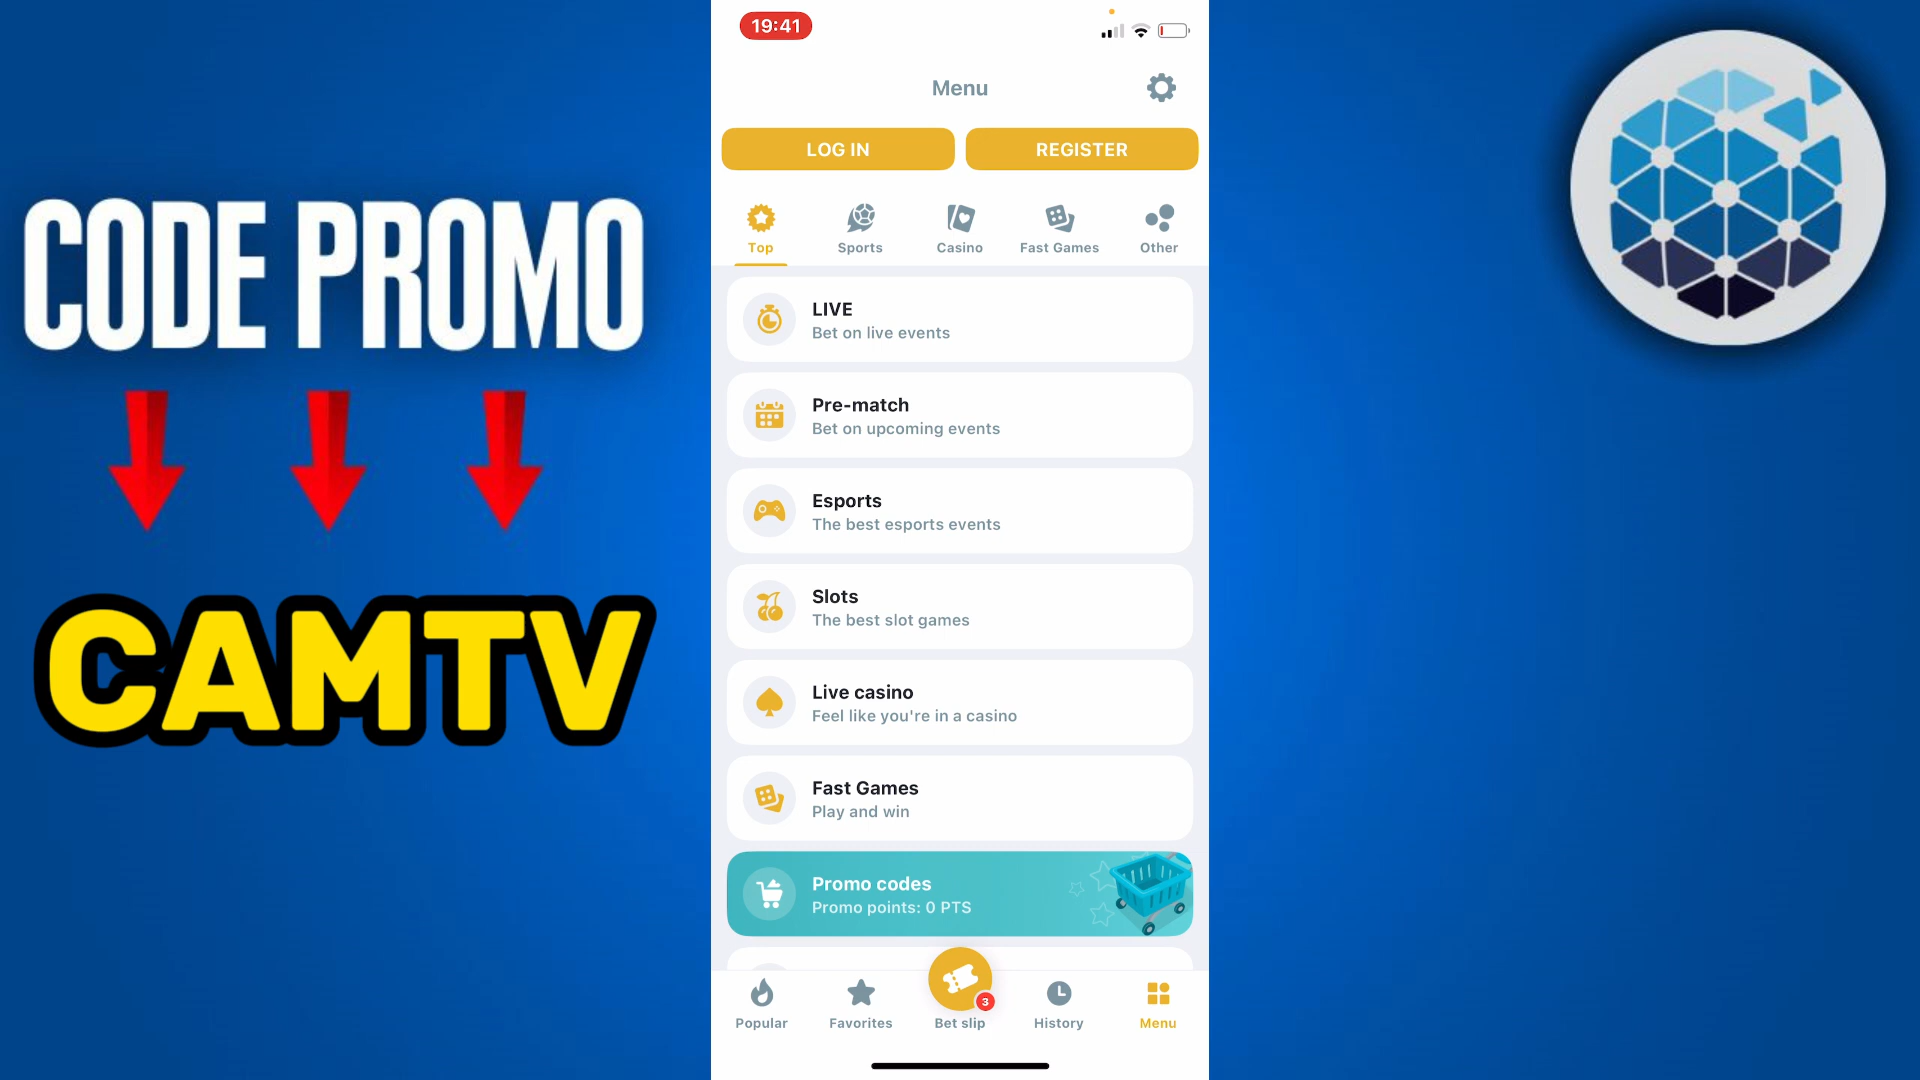 CODE PROMO
CAMTV
19:41
Menu
LOG IN
REGISTER
Top
Sports
Casino
Fast Games
Other
LIVE
Bet on live events
Pre-match
Bet on upcoming events
Esports
The best esports events
Slots
The best slot games
Live casino
Feel like you're in a casino
Fast Games
Play and win
Promo codes
Promo points: 0 PTS
3
Popular
Favorites
Bet slip
History
Menu